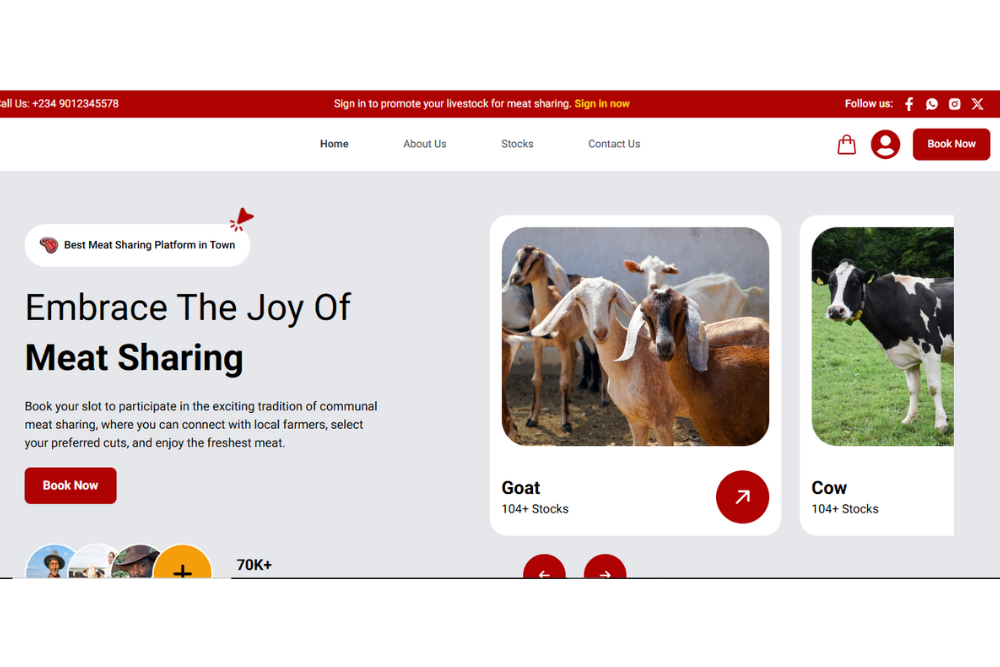 all Us: +234 9012345578
Sign in to promote your livestock for meat sharing. Sign in now
Follow us:
Home
About Us
Stocks
Contact Us
Book Now
Best Meat Sharing Platform in Town
Embrace The Joy Of
Meat Sharing
Book your slot to participate in the exciting tradition of communal
meat sharing, where you can connect with local farmers, select
your preferred cuts, and enjoy the freshest meat.
Book Now
70K+
Goat
104+ Stocks
Cow
104+ Stocks